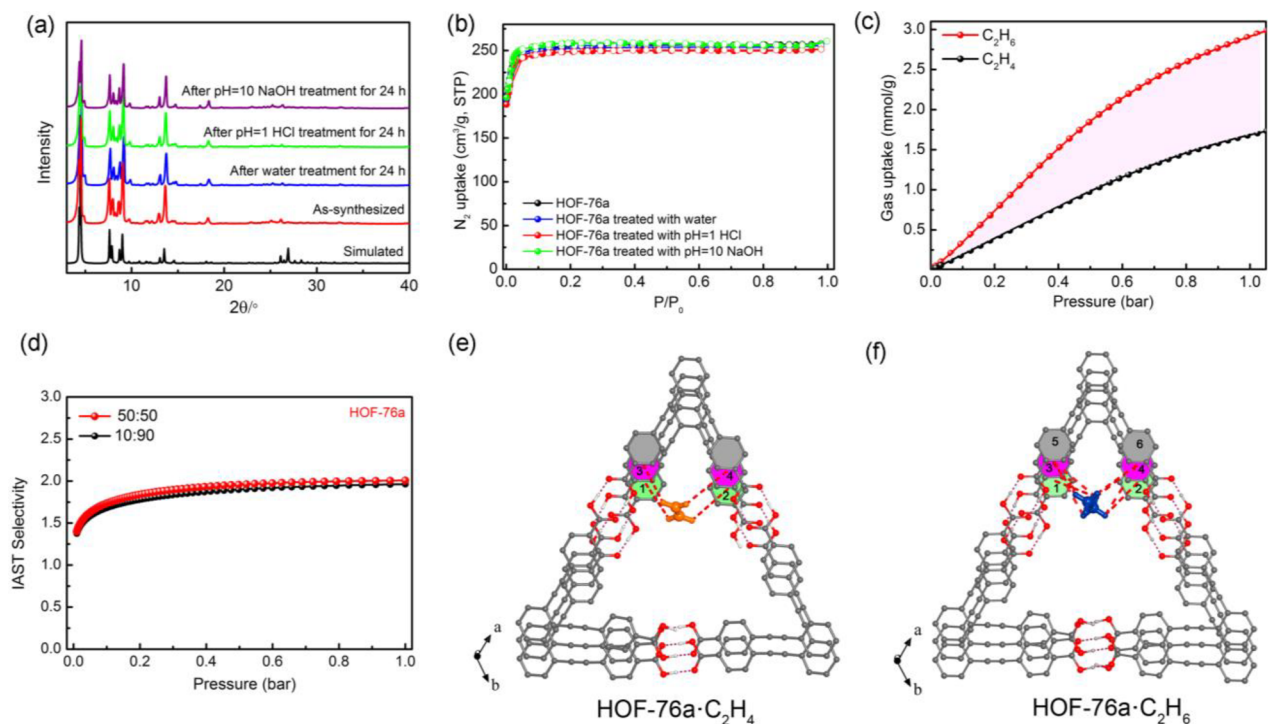 (a)
Intensity
After pH=10 NaOH treatment for 24 h
After pH=1 HCl treatment for 24 h
After water treatment for 24 h
As-synthesized
Simulated
10 20 30 40
2θ/°
(b)
N₂ uptake (cm³/g, STP)
300
250
200
150
100
50
0
HOF-76a
HOF-76a treated with water
HOF-76a treated with pH=1 HCl
HOF-76a treated with pH=10 NaOH
0.0 0.2 0.4 0.6 0.8 1.0
P/P₀
(c)
Gas uptake (mmol/g)
3.0
2.5
2.0
1.5
1.0
0.5
C₂H₆
C₂H₄
0.0 0.2 0.4 0.6 0.8 1.0
Pressure (bar)
(d)
IAST Selectivity
3.0
2.5
2.0
1.5
1.0
0.5
0.0
50:50
10:90
HOF-76a
0.0 0.2 0.4 0.6 0.8 1.0
Pressure (bar)
(e)
3 4
1 2
a
b
HOF-76a·C₂H₄
(f)
5 6
3 4
1 2
a
b
HOF-76a·C₂H₆